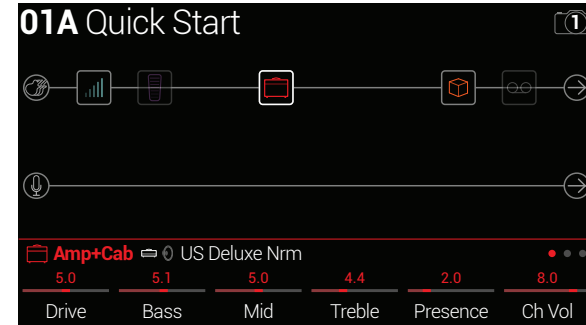 01A Quick Start
1
Amp+Cab US Deluxe Nrm
5.0 5.1 5.0 4.4 2.0 8.0
Drive Bass Mid Treble Presence Ch Vol